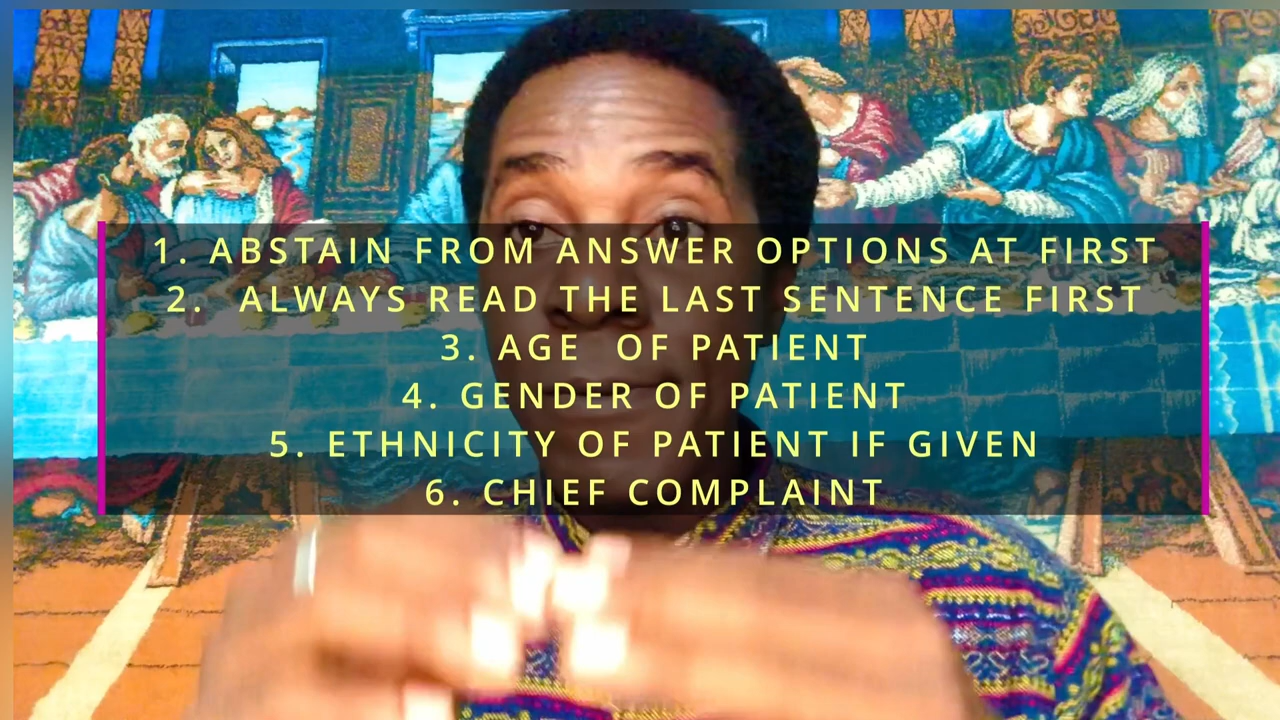 1. ABSTAIN FROM ANSWER OPTIONS AT FIRST
2. ALWAYS READ THE LAST SENTENCE FIRST
3. AGE OF PATIENT
4. GENDER OF PATIENT
5. ETHNICITY OF PATIENT IF GIVEN
6. CHIEF COMPLAINT